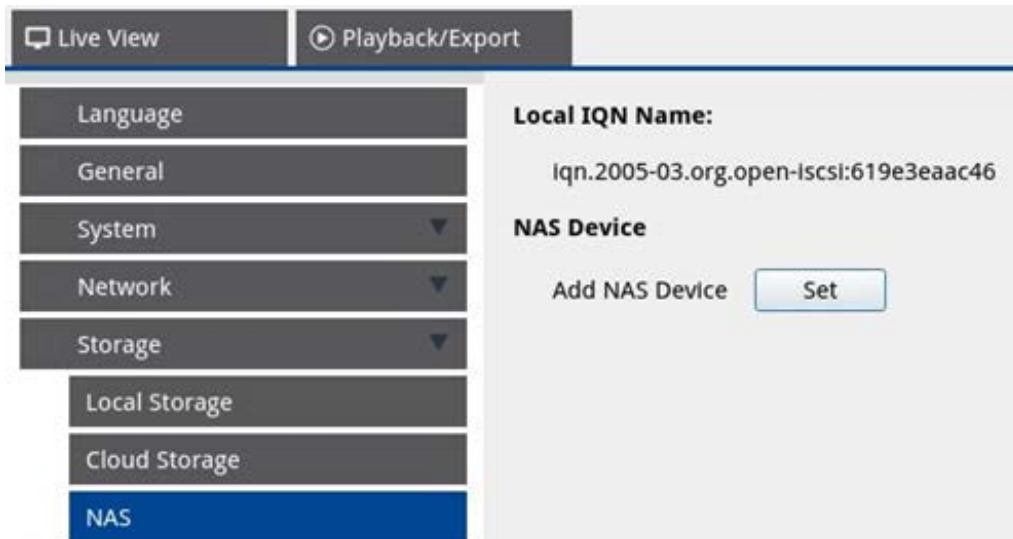 Live View
Playback/Export
Language
General
System
Network
Storage
Local Storage
Cloud Storage
NAS
Local IQN Name:
iqn.2005-03.org.open-iscsi:619e3eaac46
NAS Device
Add NAS Device Set